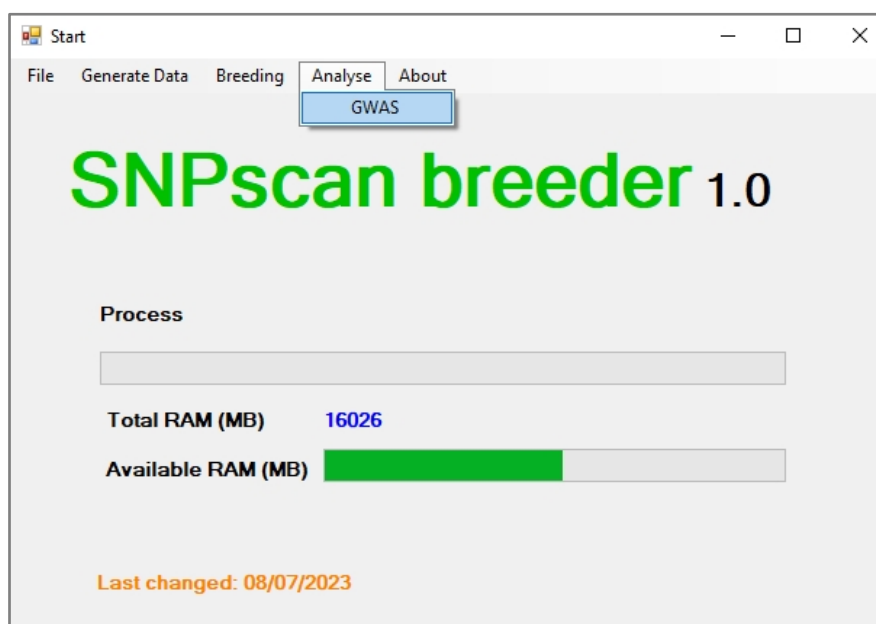 Start
File Generate Data Breeding Analyse About
GWAS
SNPscan breeder 1.0
Process
Total RAM (MB) 16026
Available RAM (MB)
Last changed: 08/07/2023